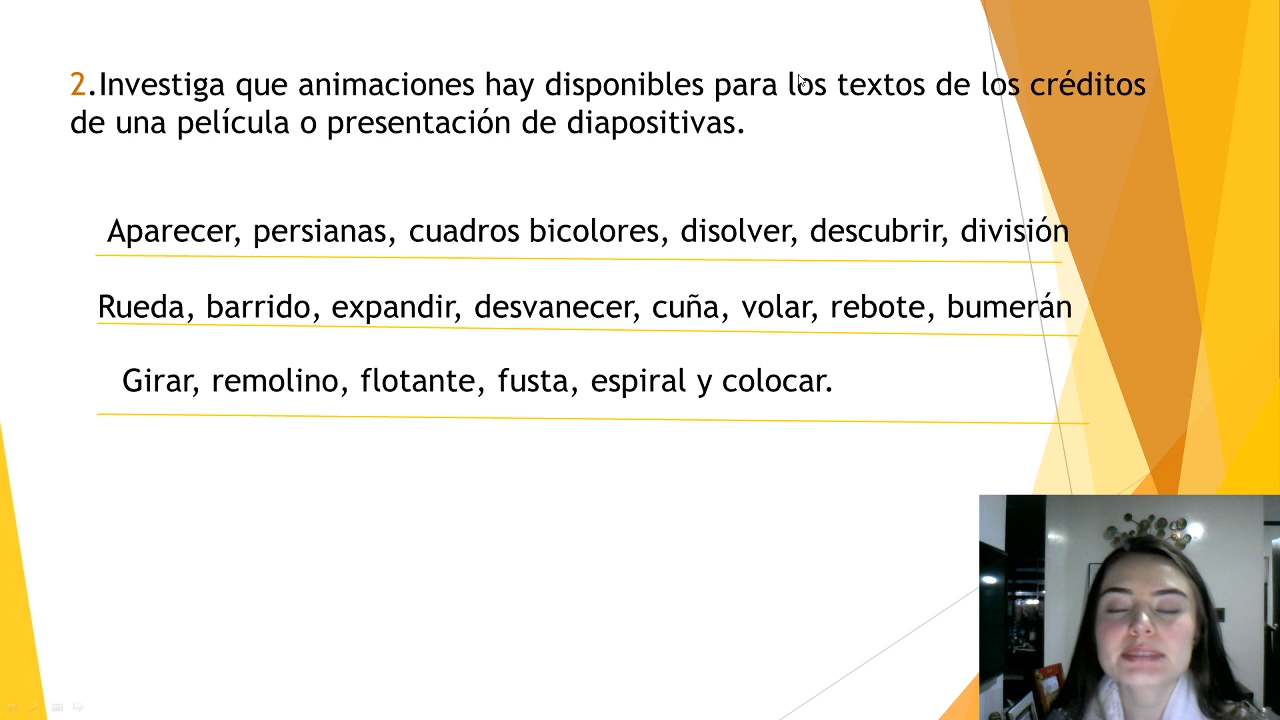 2.Investiga que animaciones hay disponibles para los textos de los créditos
de una película o presentación de diapositivas.
Aparecer, persianas, cuadros bicolores, disolver, descubrir, división
Rueda, barrido, expandir, desvanecer, cuña, volar, rebote, bumerán
Girar, remolino, flotante, fusta, espiral y colocar.